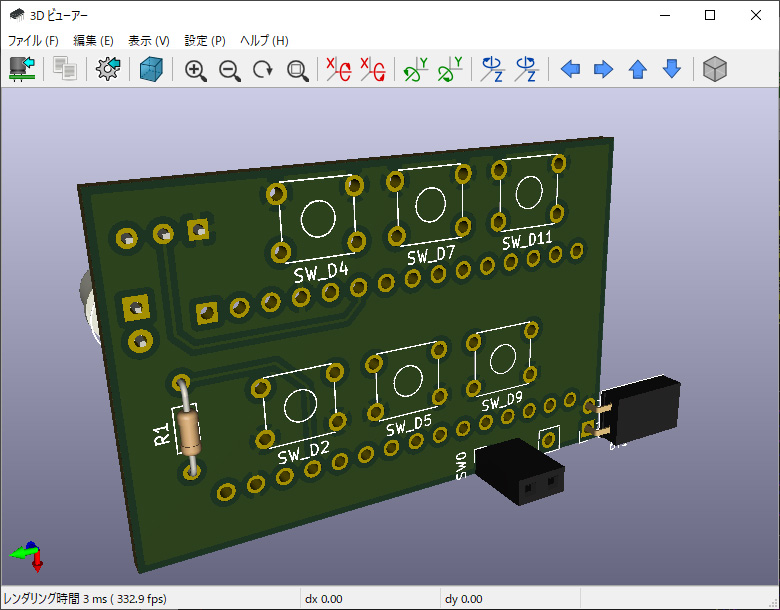 3D ビューアー
ファイル (F) 編集 (E) 表示 (V) 設定 (P) ヘルプ (H)
X X Y Y Z Z
SW_D4 SW_D7 SW_D11
R1 SW_D2 SW_D5 SW_D9
SW0
レンダリング時間 3 ms ( 332.9 fps) dx 0.00 dy 0.00